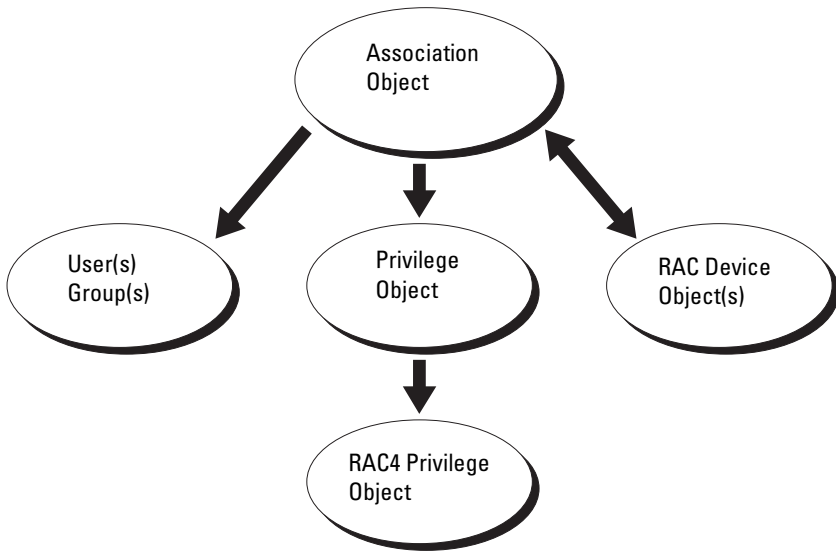 Association
Object
User(s)
Group(s)
Privilege
Object
RAC Device
Object(s)
RAC4 Privilege
Object